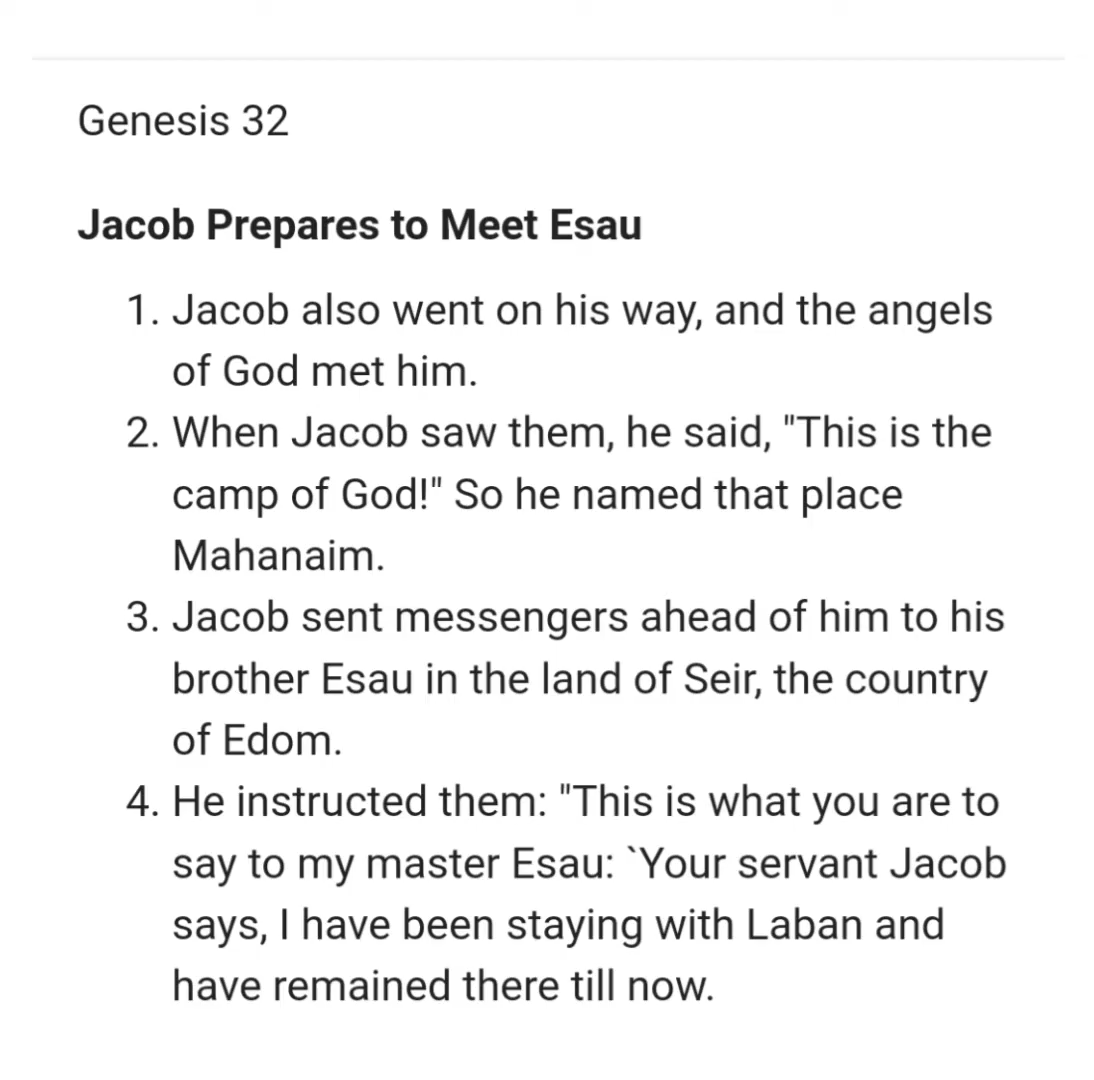 Genesis 32
Jacob Prepares to Meet Esau
1. Jacob also went on his way, and the angels
of God met him.
2. When Jacob saw them, he said, "This is the
camp of God!" So he named that place
Mahanaim.
3. Jacob sent messengers ahead of him to his
brother Esau in the land of Seir, the country
of Edom.
4. He instructed them: "This is what you are to
say to my master Esau: `Your servant Jacob
says, I have been staying with Laban and
have remained there till now.